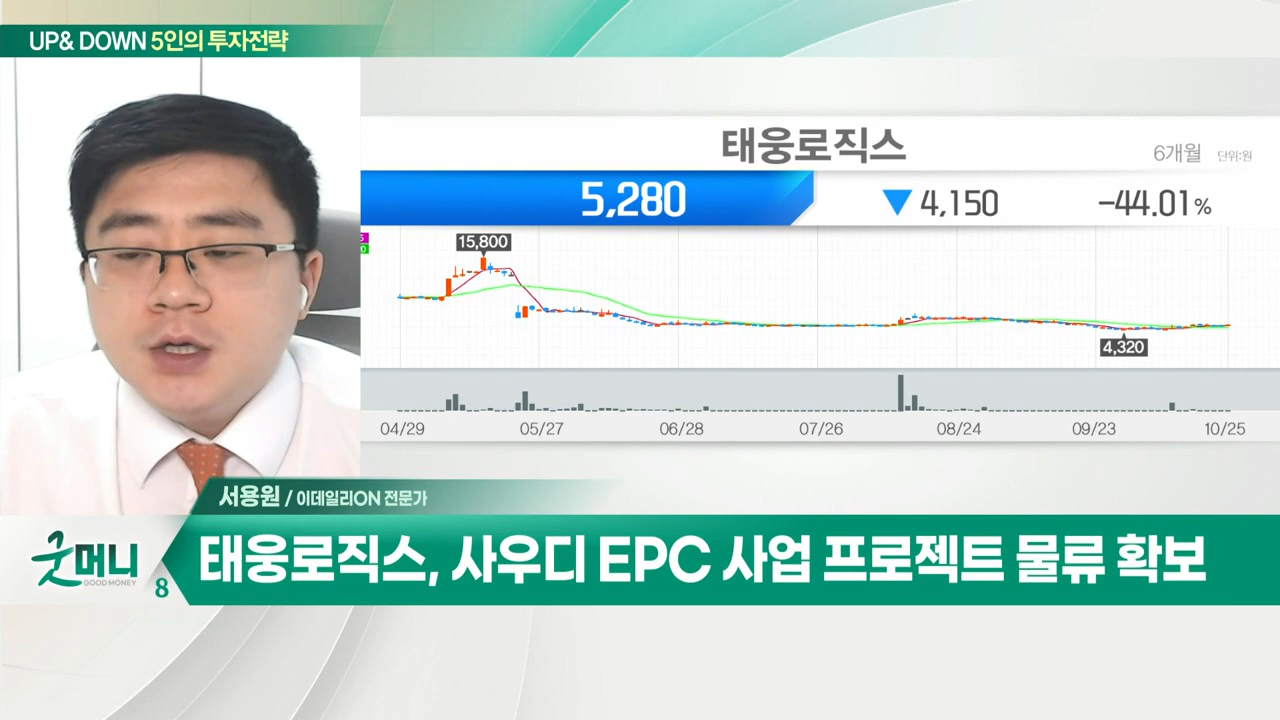 UP& DOWN 5인의 투자전략
태웅로직스
6개월 단위:원
5,280 ▼ 4,150 -44.01%
15,800
4,320
04/29 05/27 06/28 07/26 08/24 09/23 10/25
서용원 / 이데일리ON 전문가
굿머니
GOOD MONEY
8
태웅로직스, 사우디 EPC 사업 프로젝트 물류 확보